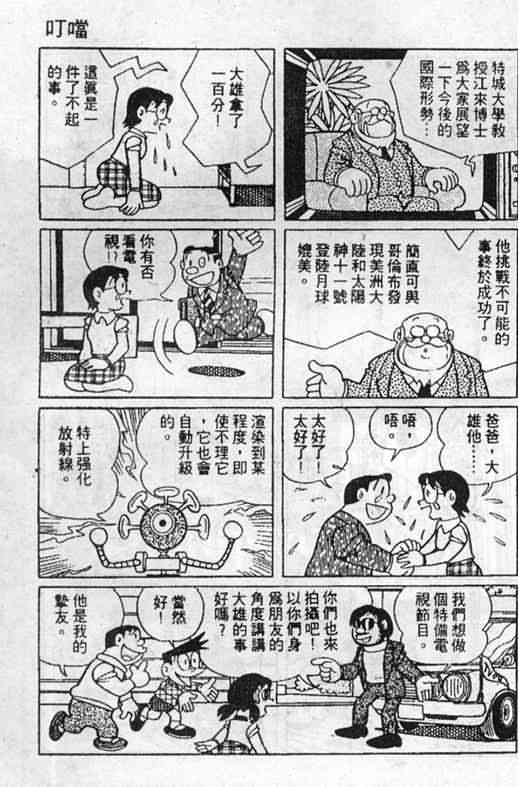 叮噹
特城大學教
授江來博士
為大家展望
一下今後的
國際形勢…
大雄拿了
一百分！
這真是一
件了不起
的事。
他挑戰不可能的
事終於成功了。
簡直可與
哥倫布發
現美洲大
陸和太陽
神十一號
登陸月球
媲美。
你有否
看電
視!?
爸爸，大
雄他……
唔，
唔。
太好了！
太好了！
渲染到某
程度，即
使不理它
，它也會
自動升級
的。
特上强化
放射線。
我們想做
個特備電
視節目。
你們也來
拍攝吧！
以你們身
為朋友的
角度講講
大雄的事
好嗎？
當然
好！
他是我的
摯友。